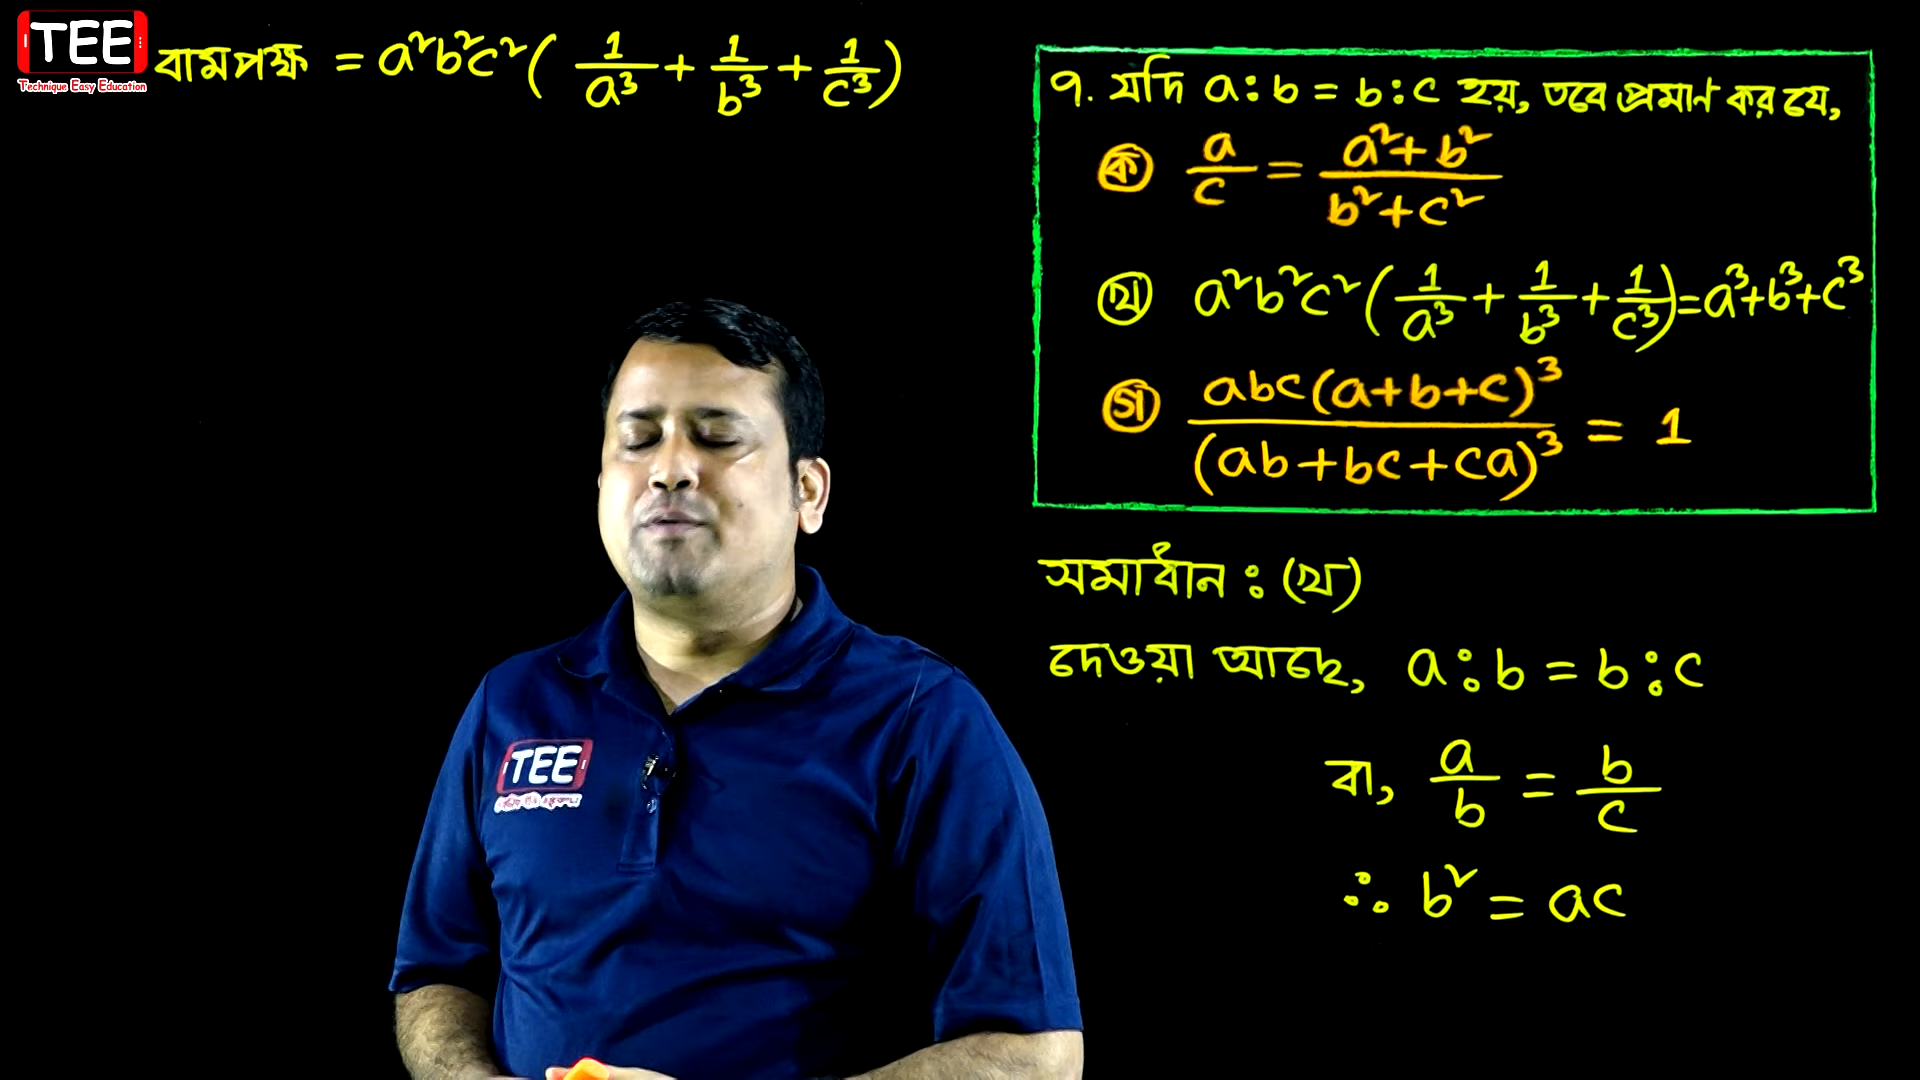 TEE
Technique Easy Education
বামপক্ষ = a²b²c² ( 1/a³ + 1/b³ + 1/c³ )
৭. যদি a : b = b : c হয়, তবে প্রমাণ কর যে,
ক a/c = (a² + b²)/(b² + c²)
খ a²b²c² ( 1/a³ + 1/b³ + 1/c³ ) = a³ + b³ + c³
গ abc(a+b+c)³/(ab+bc+ca)³ = 1
সমাধান : (খ)
দেওয়া আছে, a : b = b : c
বা, a/b = b/c
∴ b² = ac
TEE